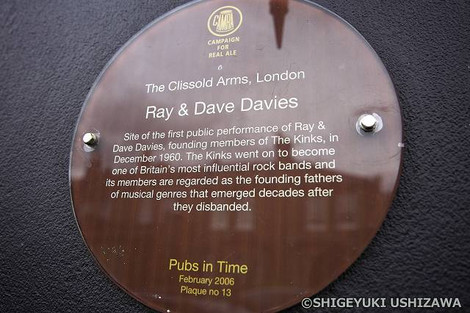 CAMRA
CAMPAIGN
FOR
REAL ALE
The Clissold Arms, London
Ray & Dave Davies
Site of the first public performance of Ray &
Dave Davies, founding members of The Kinks, in
December 1960. The Kinks went on to become
one of Britain's most influential rock bands and
its members are regarded as the founding fathers
of musical genres that emerged decades after
they disbanded.
Pubs in Time
February 2006
Plaque no 13
©SHIGEYUKI USHIZAWA